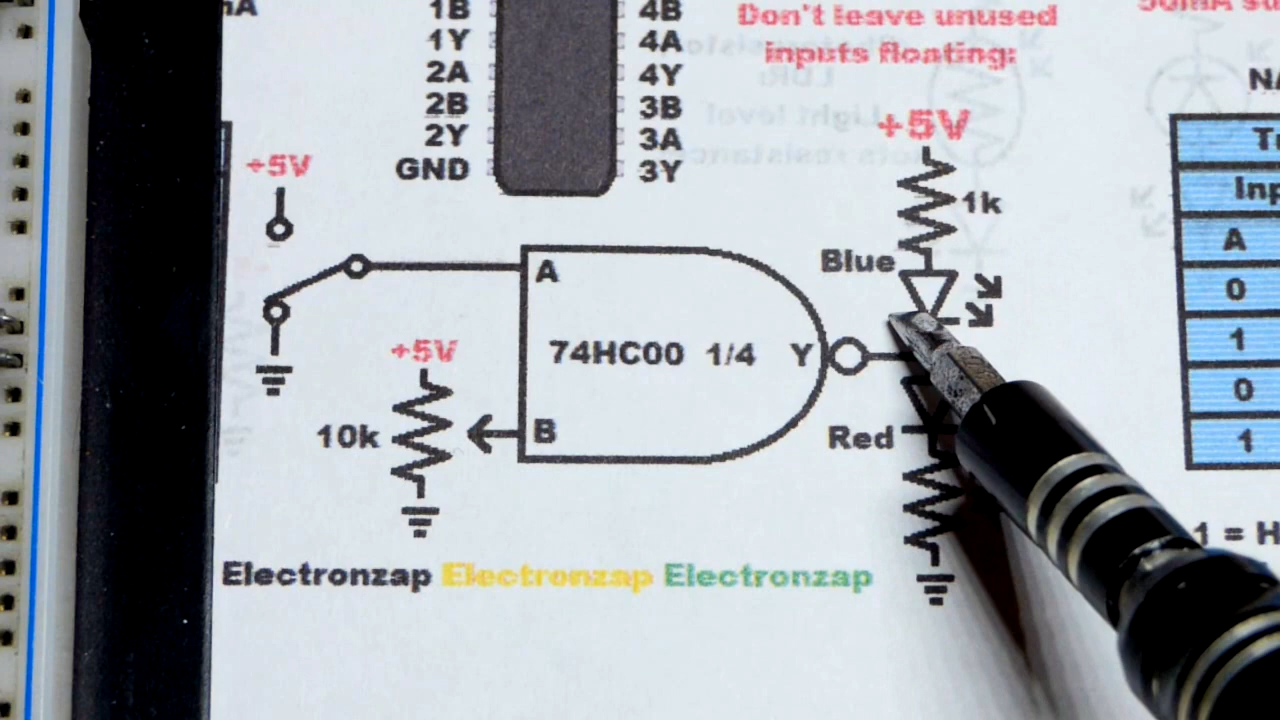 1B 4B
1Y 4A
2A 4Y
2B 3B
2Y 3A
GND 3Y
Don't leave unused
inputs floating:
+5V
+5V
1k
Blue
A
74HC00 1/4 Y
+5V
10k
B
Red
Electronzap Electronzap Electronzap
A
0
1
0
1
1 = H